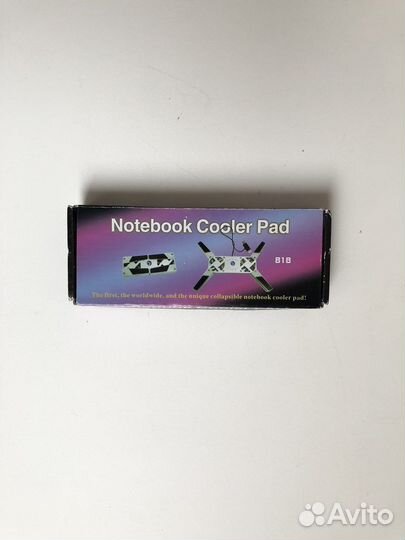 Notebook Cooler Pad
818
The first, the worldwide, and the unique collapsible notebook cooler pad!
Avito